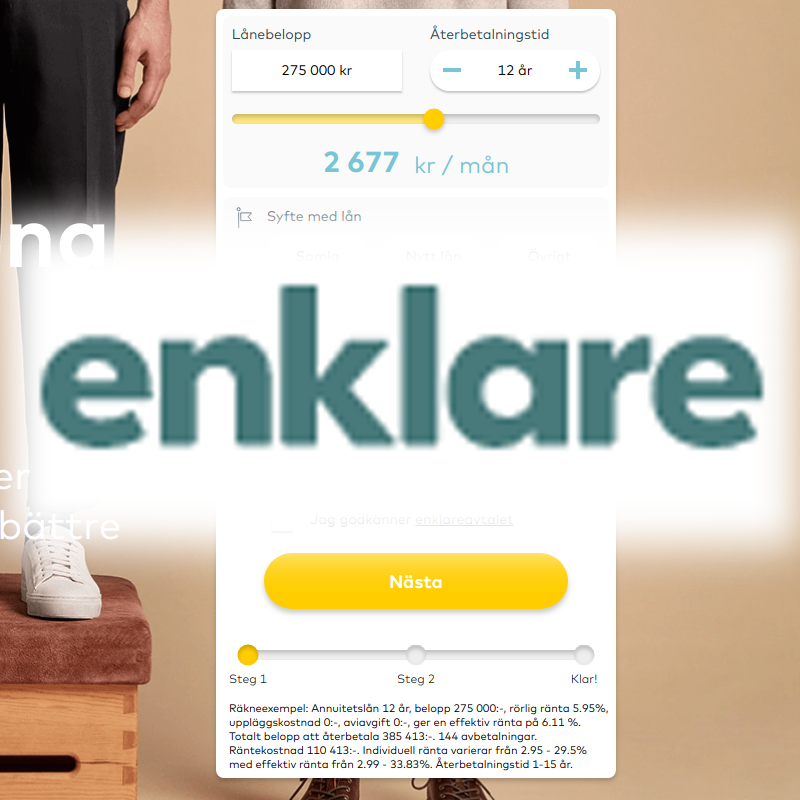 Lånebelopp
Återbetalningstid
275 000 kr
12 år
2 677 kr / mån
na
Syfte med lån
Samla
Nytt lån
Övrigt
enklare
er
bättre
Jag godkänner enklareavtalet
Nästa
Steg 1
Steg 2
Klar!
Räkneexempel: Annuitetslån 12 år, belopp 275 000:-, rörlig ränta 5.95%,
uppläggskostnad 0:-, aviavgift 0:-, ger en effektiv ränta på 6.11 %.
Totalt belopp att återbetala 385 413:-. 144 avbetalningar.
Räntekostnad 110 413:-. Individuell ränta varierar från 2.95 - 29.5%
med effektiv ränta från 2.99 - 33.83%. Återbetalningstid 1-15 år.